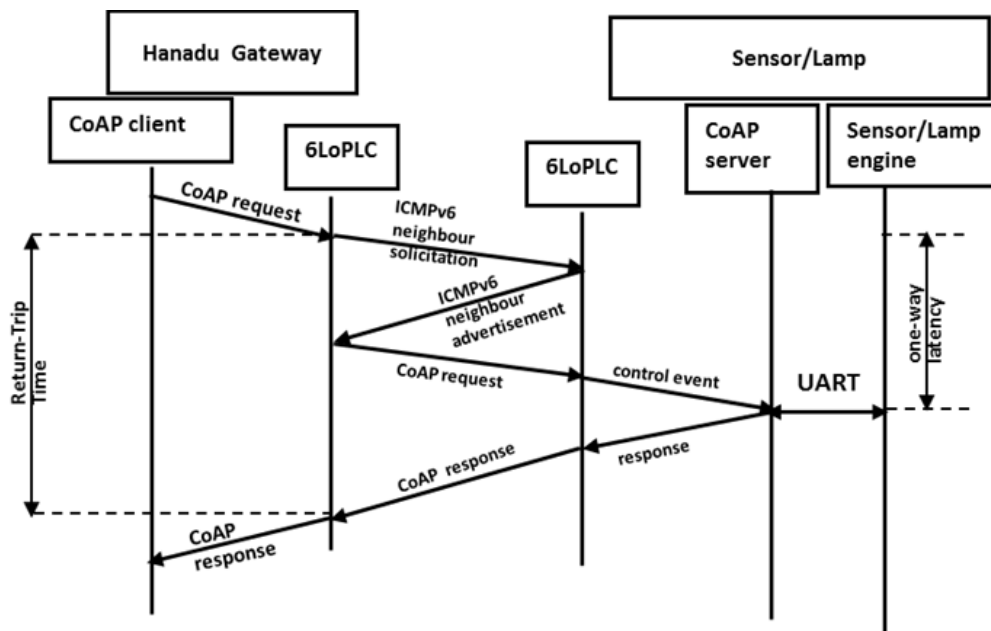 Hanadu Gateway
Sensor/Lamp
CoAP client
6LoPLC
6LoPLC
CoAP
server
Sensor/Lamp
engine
CoAP request
ICMPv6
neighbour
solicitation
ICMPv6
neighbour
advertisement
CoAP request
control event
UART
one-way
latency
Return-Trip
Time
response
CoAP response
CoAP
response